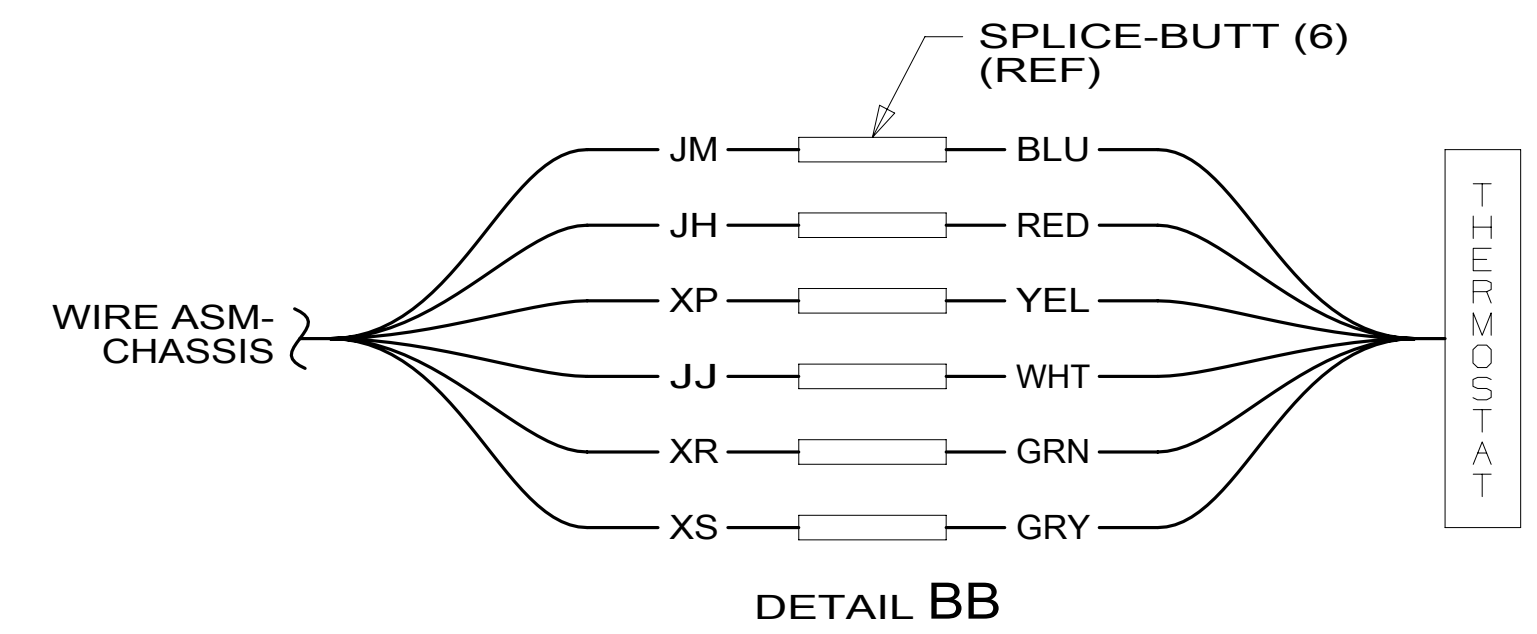 SPLICE-BUTT (6)
(REF)
JM BLU
JH RED
XP YEL
WIRE ASM-
CHASSIS
JJ WHT
XR GRN
XS GRY
THERMOSTAT
DETAIL BB